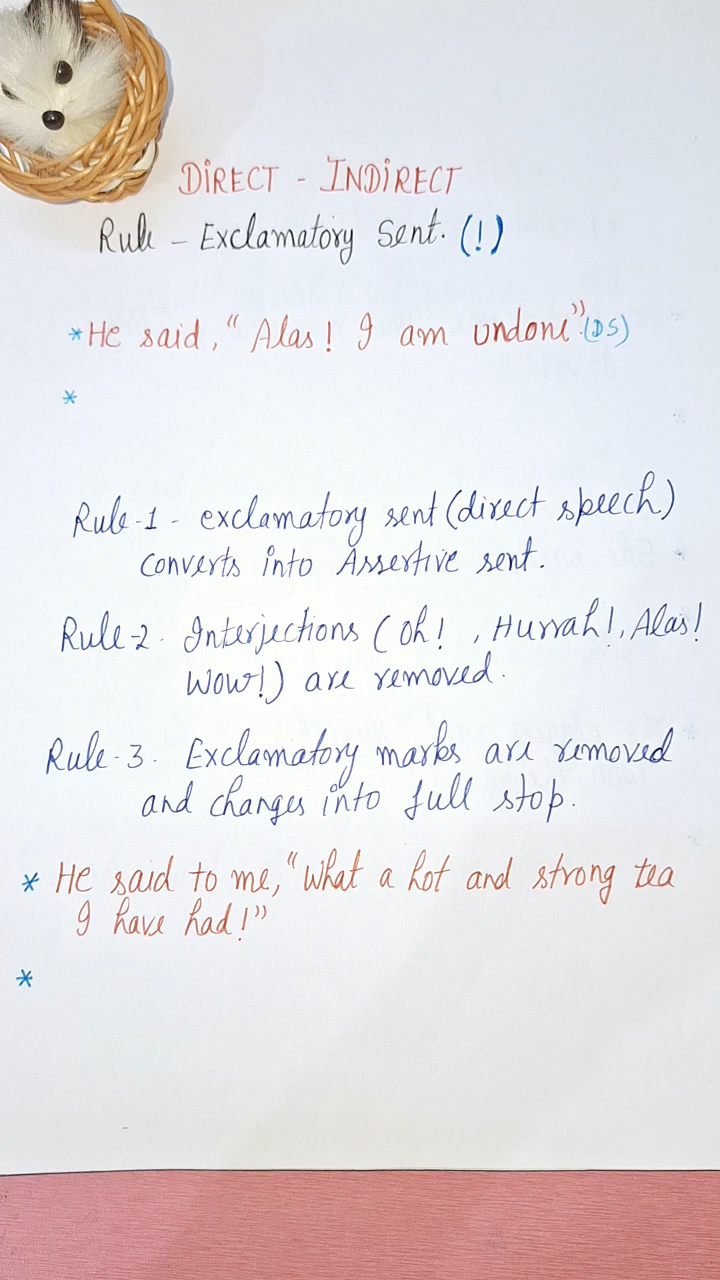 DIRECT - INDIRECT
Rule - Exclamatory Sent. (!)
* He said, "Alas! I am undone". (DS)
*
Rule-1 - exclamatory sent (direct speech)
converts into Assertive sent.
Rule-2. Interjections (Oh! , Hurrah!, Alas!
Wow!) are removed.
Rule-3. Exclamatory marks are removed
and changes into full stop.
* He said to me, "What a hot and strong tea
I have had!"
*